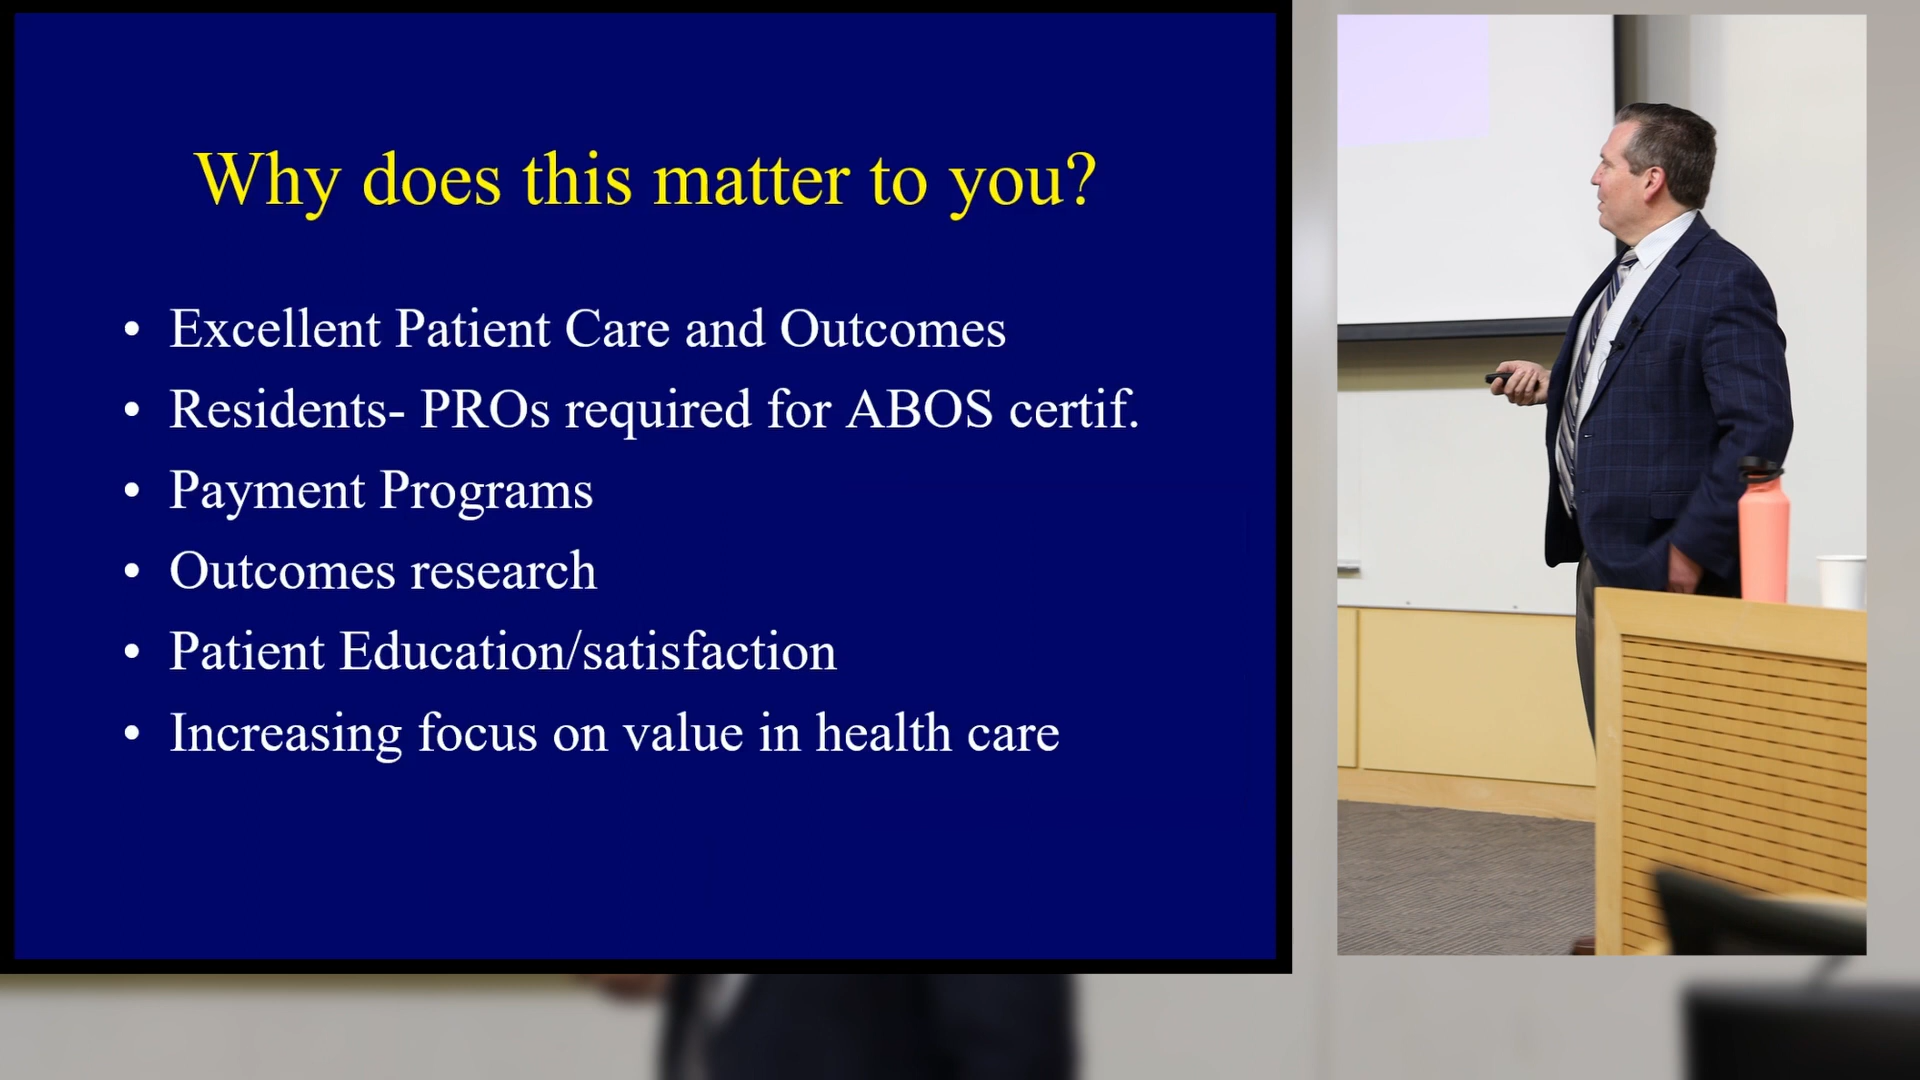 Why does this matter to you?
• Excellent Patient Care and Outcomes
• Residents- PROs required for ABOS certif.
• Payment Programs
• Outcomes research
• Patient Education/satisfaction
• Increasing focus on value in health care